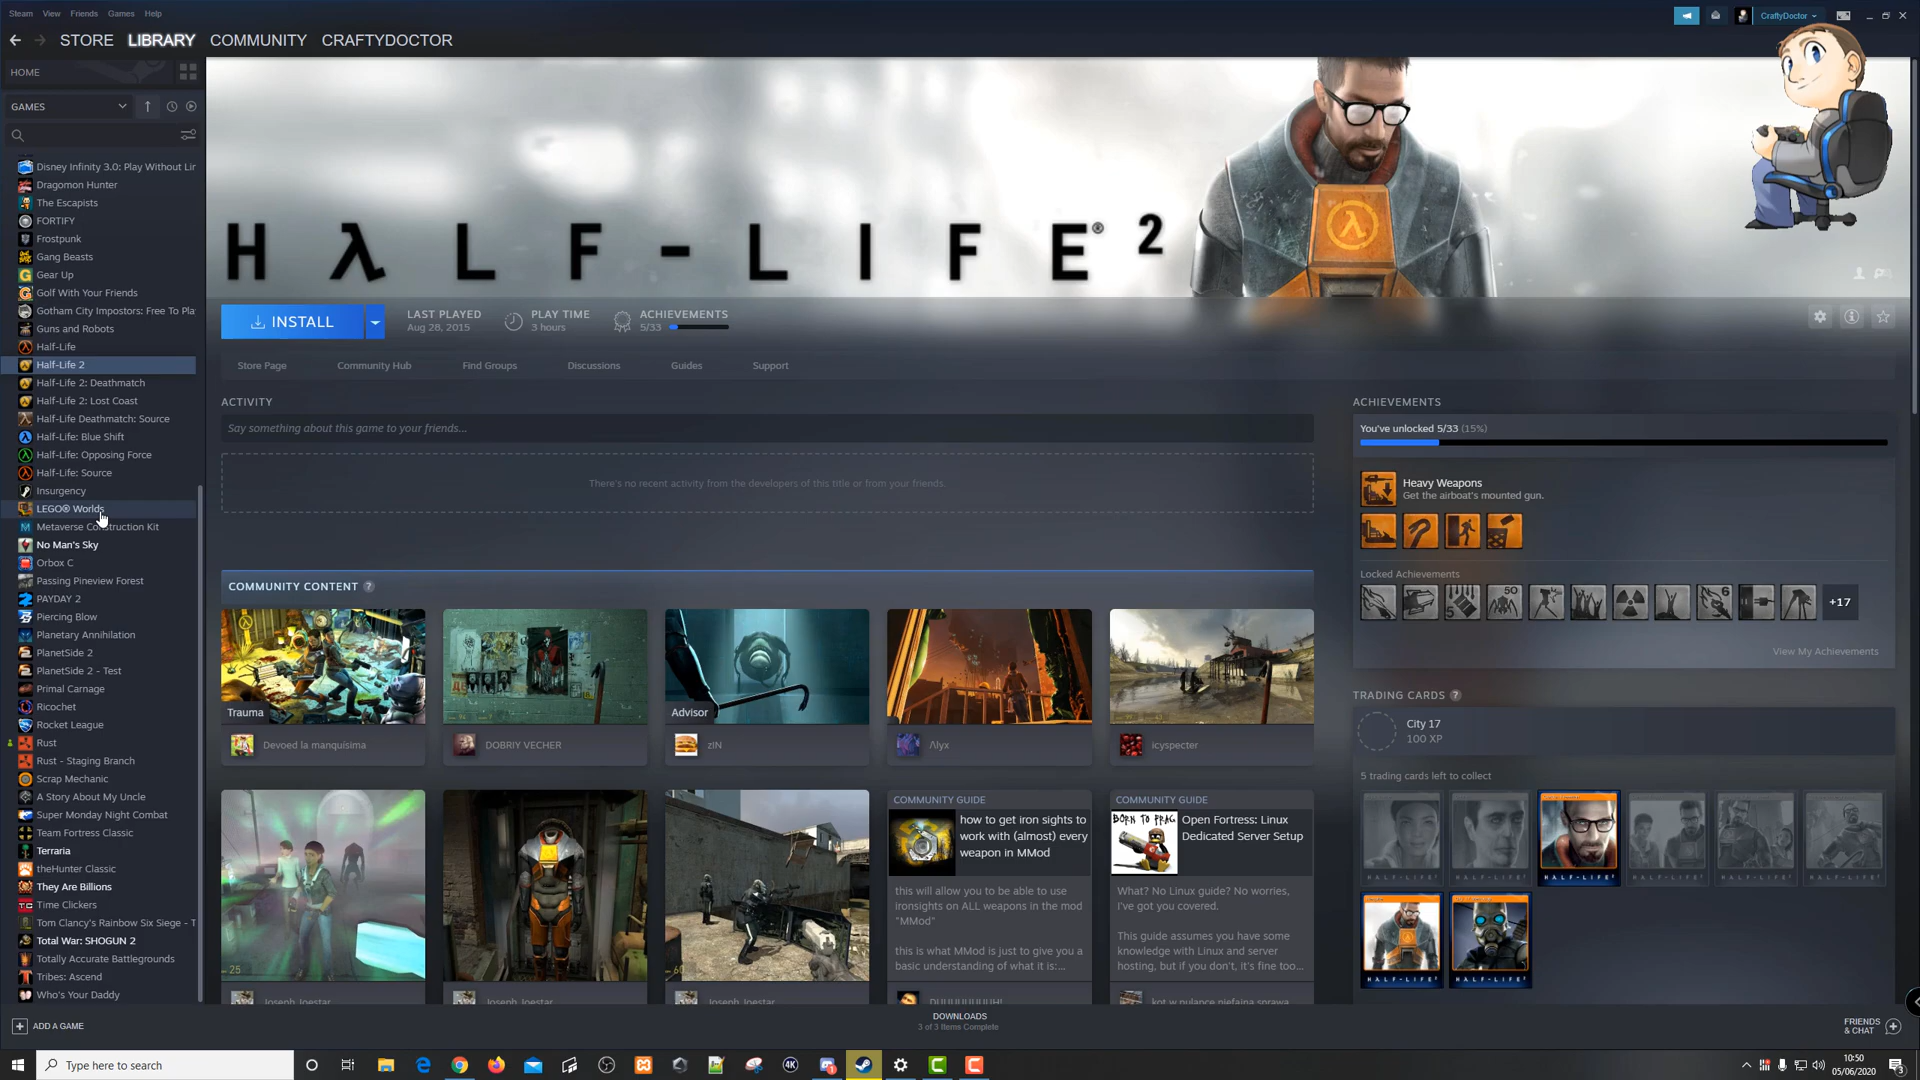 Steam View Friends Games Help
CraftyDoctor
STORE LIBRARY COMMUNITY CRAFTYDOCTOR
HOME
GAMES
Disney Infinity 3.0: Play Without Lir
Dragomon Hunter
The Escapists
FORTIFY
Frostpunk
Gang Beasts
Gear Up
Golf With Your Friends
Gotham City Impostors: Free To Pla
Guns and Robots
Half-Life
Half-Life 2
Half-Life 2: Deathmatch
Half-Life 2: Lost Coast
Half-Life Deathmatch: Source
Half-Life: Blue Shift
Half-Life: Opposing Force
Half-Life: Source
Insurgency
LEGO® Worlds
Metaverse Construction Kit
No Man's Sky
Orbox C
Passing Pineview Forest
PAYDAY 2
Piercing Blow
Planetary Annihilation
PlanetSide 2
PlanetSide 2 - Test
Primal Carnage
Ricochet
Rocket League
Rust
Rust - Staging Branch
Scrap Mechanic
A Story About My Uncle
Super Monday Night Combat
Team Fortress Classic
Terraria
theHunter Classic
They Are Billions
Time Clickers
Tom Clancy's Rainbow Six Siege - T
Total War: SHOGUN 2
Totally Accurate Battlegrounds
Tribes: Ascend
Who's Your Daddy
ADD A GAME
HλLF-LIFE® 2
INSTALL
LAST PLAYED
Aug 28, 2015
PLAY TIME
3 hours
ACHIEVEMENTS
5/33
Store Page Community Hub Find Groups Discussions Guides Support
ACTIVITY
Say something about this game to your friends...
There's no recent activity from the developers of this title or from your friends.
COMMUNITY CONTENT ?
Trauma
Devoed la manquísima
DOBRIY VECHER
Advisor
zIN
Λlyx
icyspecter
25
Joseph Joestar
Joseph Joestar
60
Joseph Joestar
COMMUNITY GUIDE
how to get iron sights to
work with (almost) every
weapon in MMod
this will allow you to be able to use
ironsights on ALL weapons in the mod
"MMod"
this is what MMod is just to give you a
basic understanding of what it is:...
COMMUNITY GUIDE
BORN TO FRAG
Open Fortress: Linux
Dedicated Server Setup
What? No Linux guide? No worries,
I've got you covered.
This guide assumes you have some
knowledge with Linux and server
hosting, but if you don't, it's fine too...
ACHIEVEMENTS
You've unlocked 5/33 (15%)
Heavy Weapons
Get the airboat's mounted gun.
Locked Achievements
+17
View My Achievements
TRADING CARDS ?
City 17
100 XP
5 trading cards left to collect
DOWNLOADS
3 of 3 Items Complete
FRIENDS
& CHAT
Type here to search
4K
10:50
05/06/2020